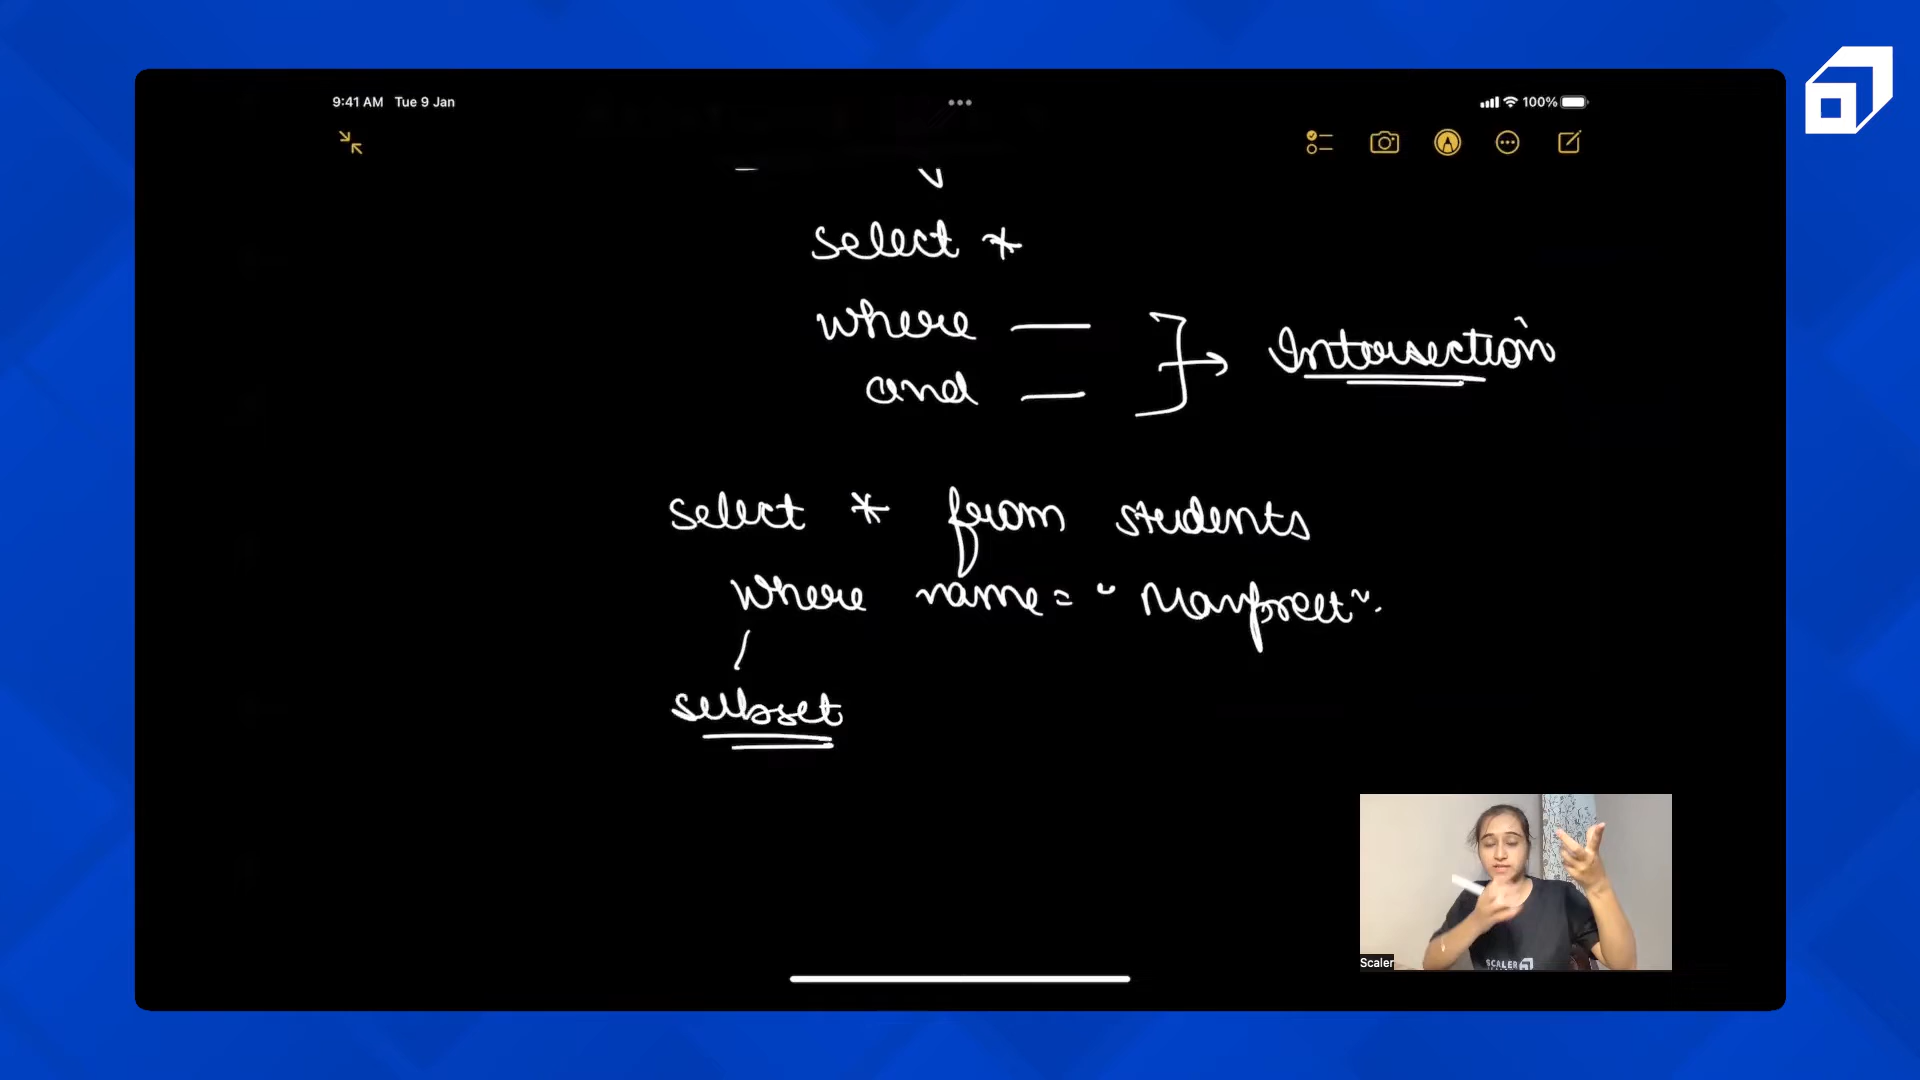 9:41 AM Tue 9 Jan
100%
select *
where —
and —
Intersection
select * from students
where name = "Manpreet".
subset
SCALER
Scaler